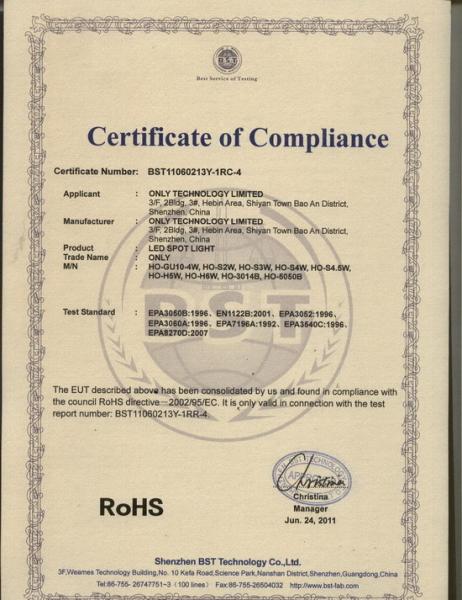 BST
Best Service of Testing
Certificate of Compliance
Certificate Number: BST11060213Y-1RC-4
Applicant : ONLY TECHNOLOGY LIMITED
3/F, 2Bldg, 3#, Hebin Area, Shiyan Town Bao An District,
Shenzhen, China
Manufacturer : ONLY TECHNOLOGY LIMITED
3/F, 2Bldg, 3#, Hebin Area, Shiyan Town Bao An District,
Shenzhen, China
Product : LED SPOT LIGHT
Trade Name : ONLY
M/N : HO-GU10-4W, HO-S2W, HO-S3W, HO-S4W, HO-S4.5W,
HO-H5W, HO-H6W, HO-3014B, HO-5050B
BST
Test Standard : EPA3050B:1996、EN1122B:2001、EPA3052:1996、
EPA3060A:1996、EPA7196A:1992、EPA3540C:1996、
EPA8270D:2007
The EUT described above has been consolidated by us and found in compliance with
the council RoHS directive—2002/95/EC. It is only valid in connection with the test
report number: BST11060213Y-1RR-4.
Christina
Christina
Manager
Jun. 24, 2011
RoHS
Shenzhen BST Technology Co.,Ltd.
3F,Weames Technology Building,No. 10 Kefa Road,Science Park,Nanshan District,Shenzhen,Guangdong,China
Tel:86-755- 26747751~3 (100 lines) Fax:86-755-26504032 http://www.bst-lab.com